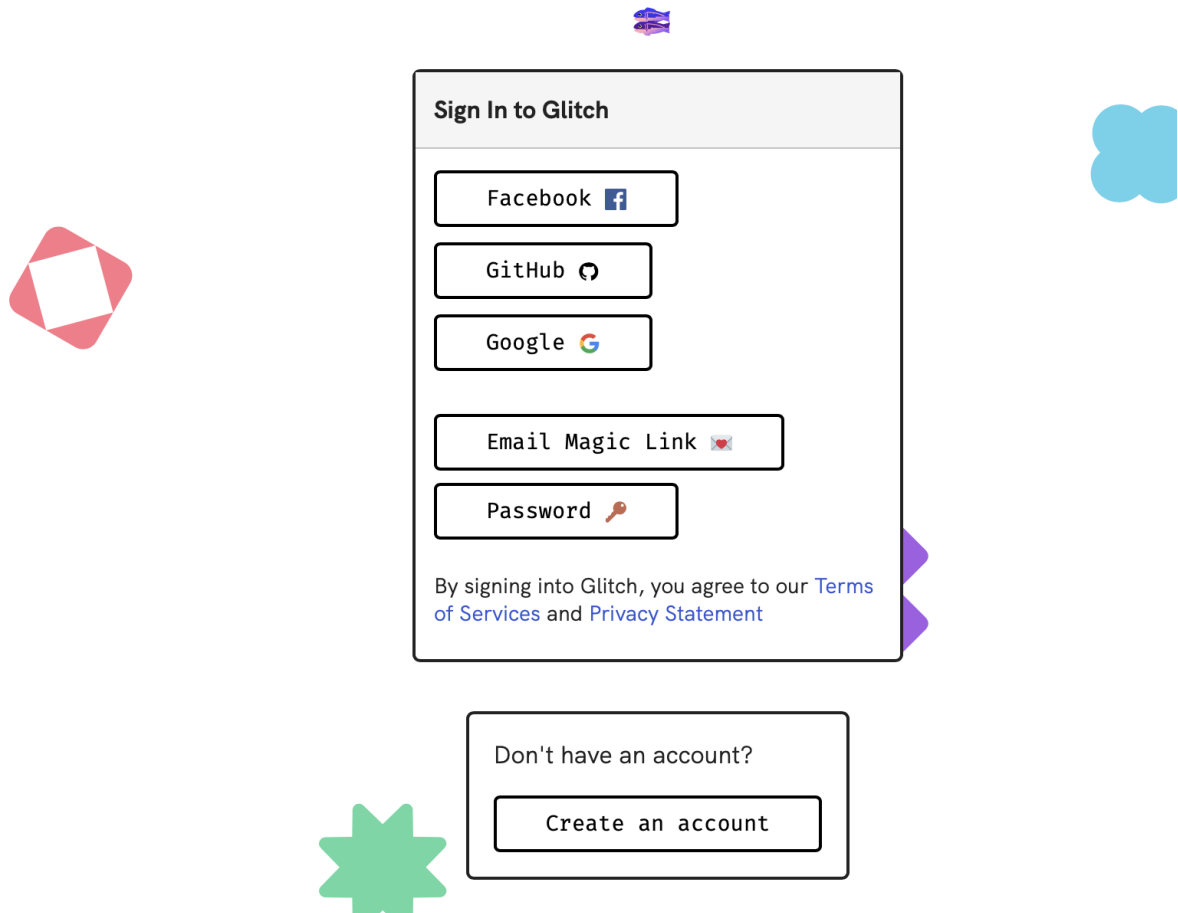 Sign In to Glitch
Facebook
GitHub
Google
Email Magic Link
Password
By signing into Glitch, you agree to our Terms
of Services and Privacy Statement
Don't have an account?
Create an account